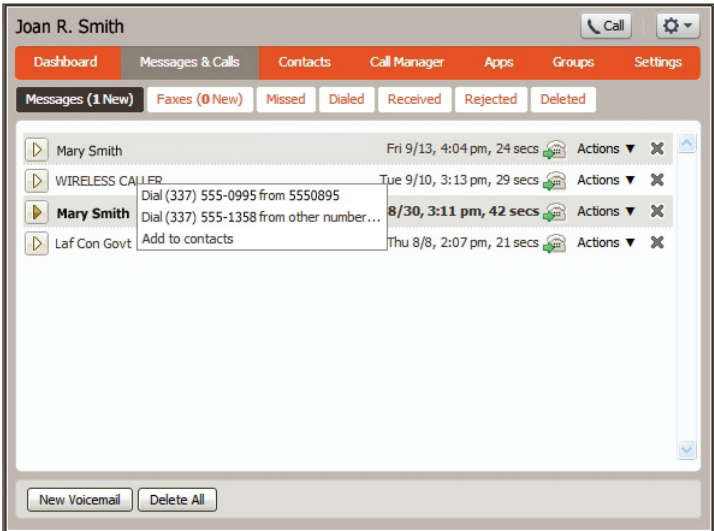 Joan R. Smith Call
Dashboard Messages & Calls Contacts Call Manager Apps Groups Settings
Messages (1 New) Faxes (0 New) Missed Dialed Received Rejected Deleted
Mary Smith Fri 9/13, 4:04 pm, 24 secs Actions ▼
WIRELESS CALLER Tue 9/10, 3:13 pm, 29 secs Actions ▼
Dial (337) 555-0995 from 5550895
Mary Smith 8/30, 3:11 pm, 42 secs Actions ▼
Dial (337) 555-1358 from other number...
Add to contacts
Laf Con Govt Thu 8/8, 2:07 pm, 21 secs Actions ▼
New Voicemail Delete All